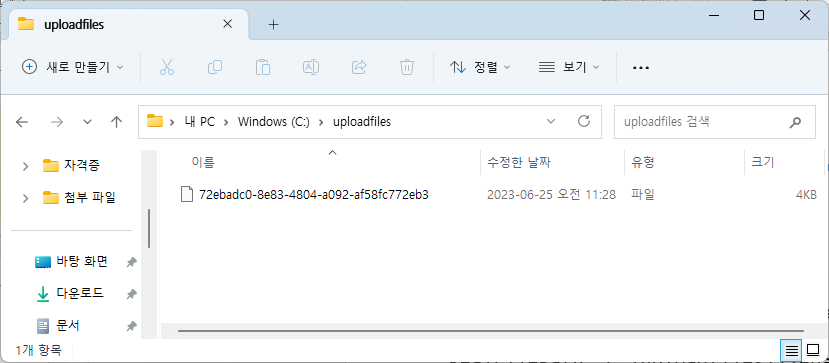 uploadfiles
새로 만들기
정렬
보기
내 PC > Windows (C:) > uploadfiles
uploadfiles 검색
자격증
첨부 파일
바탕 화면
다운로드
문서
이름 수정한 날짜 유형 크기
72ebadc0-8e83-4804-a092-af58fc772eb3 2023-06-25 오전 11:28 파일 4KB
1개 항목